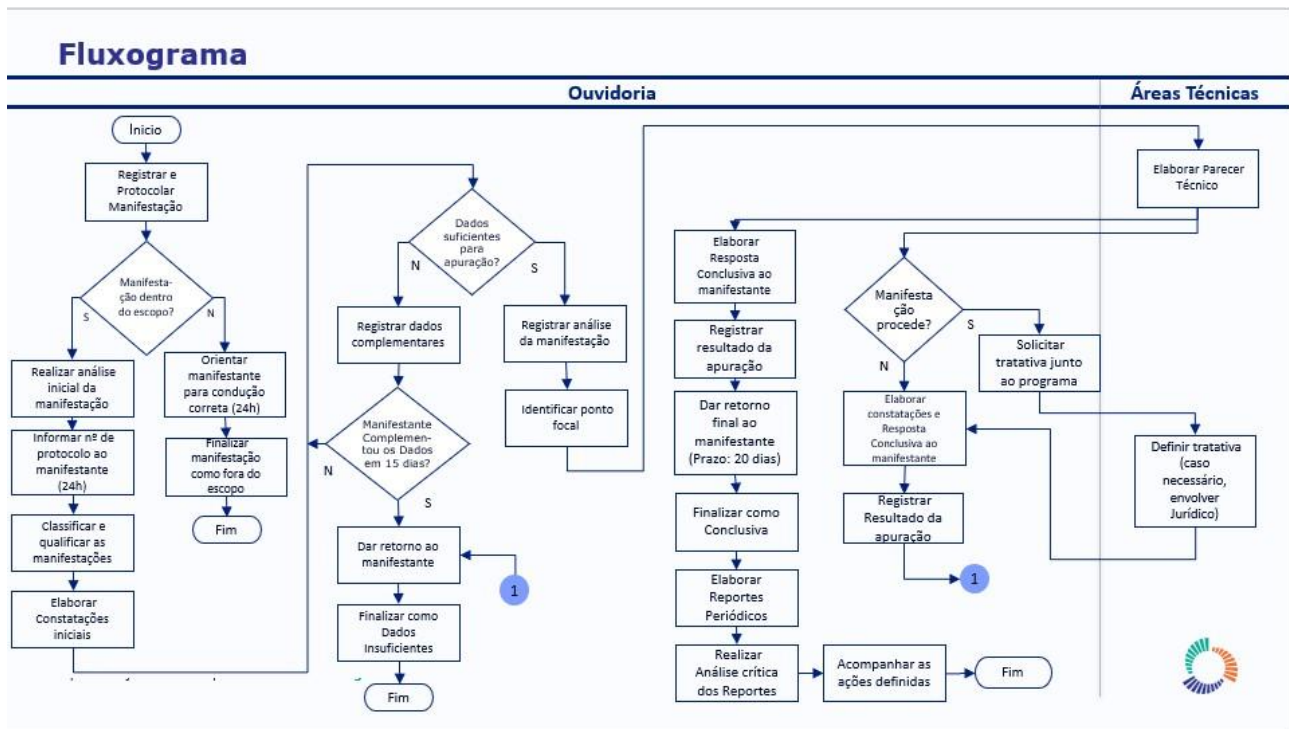 Fluxograma
Ouvidoria
Áreas Técnicas
Ínicio
Registrar e
Protocolar
Manifestação
Manifesta-
ção dentro
do escopo?
S
N
Realizar análise
inicial da
manifestação
Informar nº de
protocolo ao
manifestante
(24h)
Classificar e
qualificar as
manifestações
Elaborar
Constatações
iniciais
Orientar
manifestante
para condução
correta (24h)
Finalizar
manifestação
como fora do
escopo
Fim
Dados
suficientes
para
apuração?
N
S
Registrar dados
complementares
Manifestante
Complemen-
tou os Dados
em 15 dias?
N
S
Dar retorno ao
manifestante
1
Finalizar como
Dados
Insuficientes
Fim
Registrar análise
da manifestação
Identificar ponto
focal
Elaborar Parecer
Técnico
Elaborar
Resposta
Conclusiva ao
manifestante
Registrar
resultado da
apuração
Dar retorno
final ao
manifestante
(Prazo: 20 dias)
Finalizar como
Conclusiva
Elaborar
Reportes
Periódicos
Realizar
Análise crítica
dos Reportes
Acompanhar as
ações definidas
Fim
Manifesta
ção
procede?
S
N
Solicitar
tratativa junto
ao programa
Definir tratativa
(caso
necessário,
envolver
Jurídico)
Elaborar
constatações e
Resposta
Conclusiva ao
manifestante
Registrar
Resultado da
apuração
1